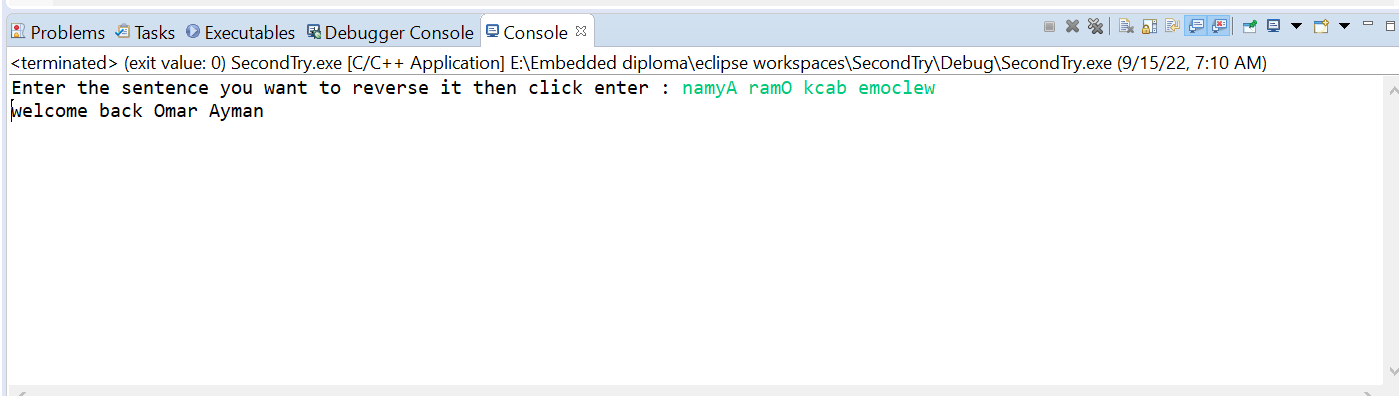 Problems Tasks Executables Debugger Console Console
<terminated> (exit value: 0) SecondTry.exe [C/C++ Application] E:\Embedded diploma\eclipse workspaces\SecondTry\Debug\SecondTry.exe (9/15/22, 7:10 AM)
Enter the sentence you want to reverse it then click enter : namyA ramO kcab emoclew
welcome back Omar Ayman